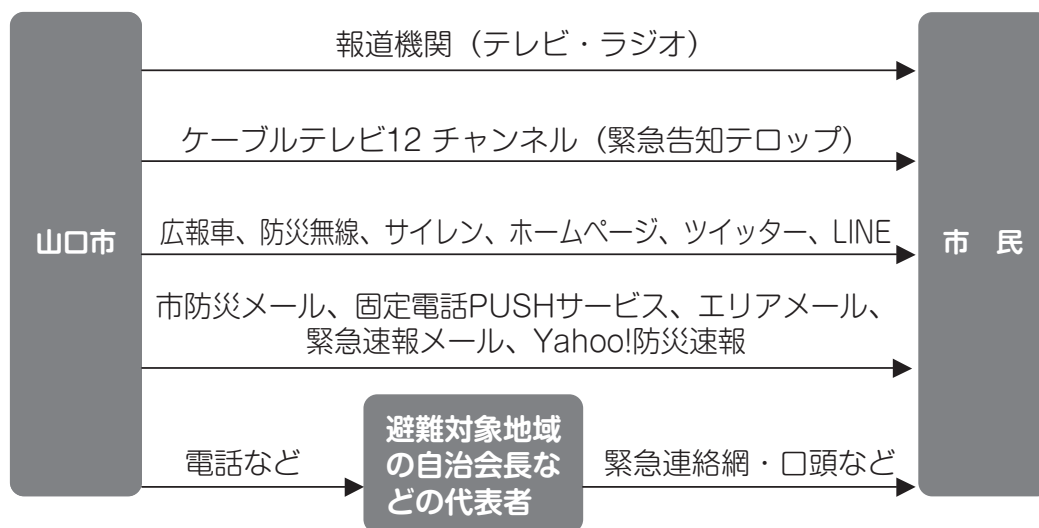 報道機関（テレビ・ラジオ）
ケーブルテレビ12 チャンネル（緊急告知テロップ）
山口市
広報車、防災無線、サイレン、ホームページ、ツイッター、LINE
市　民
市防災メール、固定電話PUSHサービス、エリアメール、
緊急速報メール、Yahoo!防災速報
電話など
避難対象地域
の自治会長な
どの代表者
緊急連絡網・口頭など